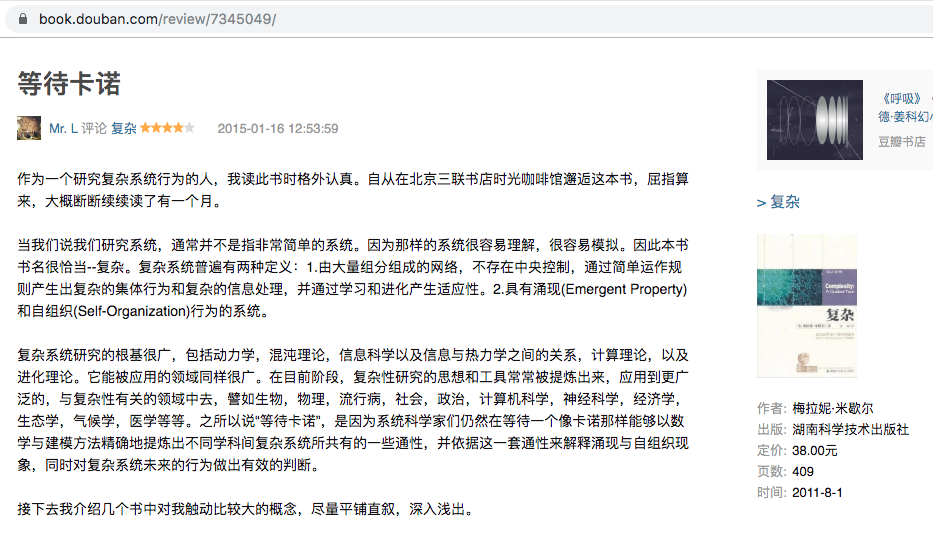 book.douban.com/review/7345049/
等待卡诺
Mr. L 评论 复杂 2015-01-16 12:53:59
作为一个研究复杂系统行为的人，我读此书时格外认真。自从在北京三联书店时光咖啡馆邂逅这本书，屈指算
来，大概断断续续读了有一个月。
当我们说我们研究系统，通常并不是指非常简单的系统。因为那样的系统很容易理解，很容易模拟。因此本书
书名很恰当--复杂。复杂系统普遍有两种定义：1.由大量组分组成的网络，不存在中央控制，通过简单运作规
则产生出复杂的集体行为和复杂的信息处理，并通过学习和进化产生适应性。2.具有涌现(Emergent Property)
和自组织(Self-Organization)行为的系统。
复杂系统研究的根基很广，包括动力学，混沌理论，信息科学以及信息与热力学之间的关系，计算理论，以及
进化理论。它能被应用的领域同样很广。在目前阶段，复杂性研究的思想和工具常常被提炼出来，应用到更广
泛的，与复杂性有关的领域中去，譬如生物，物理，流行病，社会，政治，计算机科学，神经科学，经济学，
生态学，气候学，医学等等。之所以说“等待卡诺”，是因为系统科学家们仍然在等待一个像卡诺那样能够以数
学与建模方法精确地提炼出不同学科间复杂系统所共有的一些通性，并依据这一套通性来解释涌现与自组织现
象，同时对复杂系统未来的行为做出有效的判断。
接下去我介绍几个书中对我触动比较大的概念，尽量平铺直叙，深入浅出。
《呼吸》
德·姜科幻
豆瓣书店
> 复杂
Complexity:
A Guided Tour
复杂
作者: 梅拉妮·米歇尔
出版: 湖南科学技术出版社
定价: 38.00元
页数: 409
时间: 2011-8-1